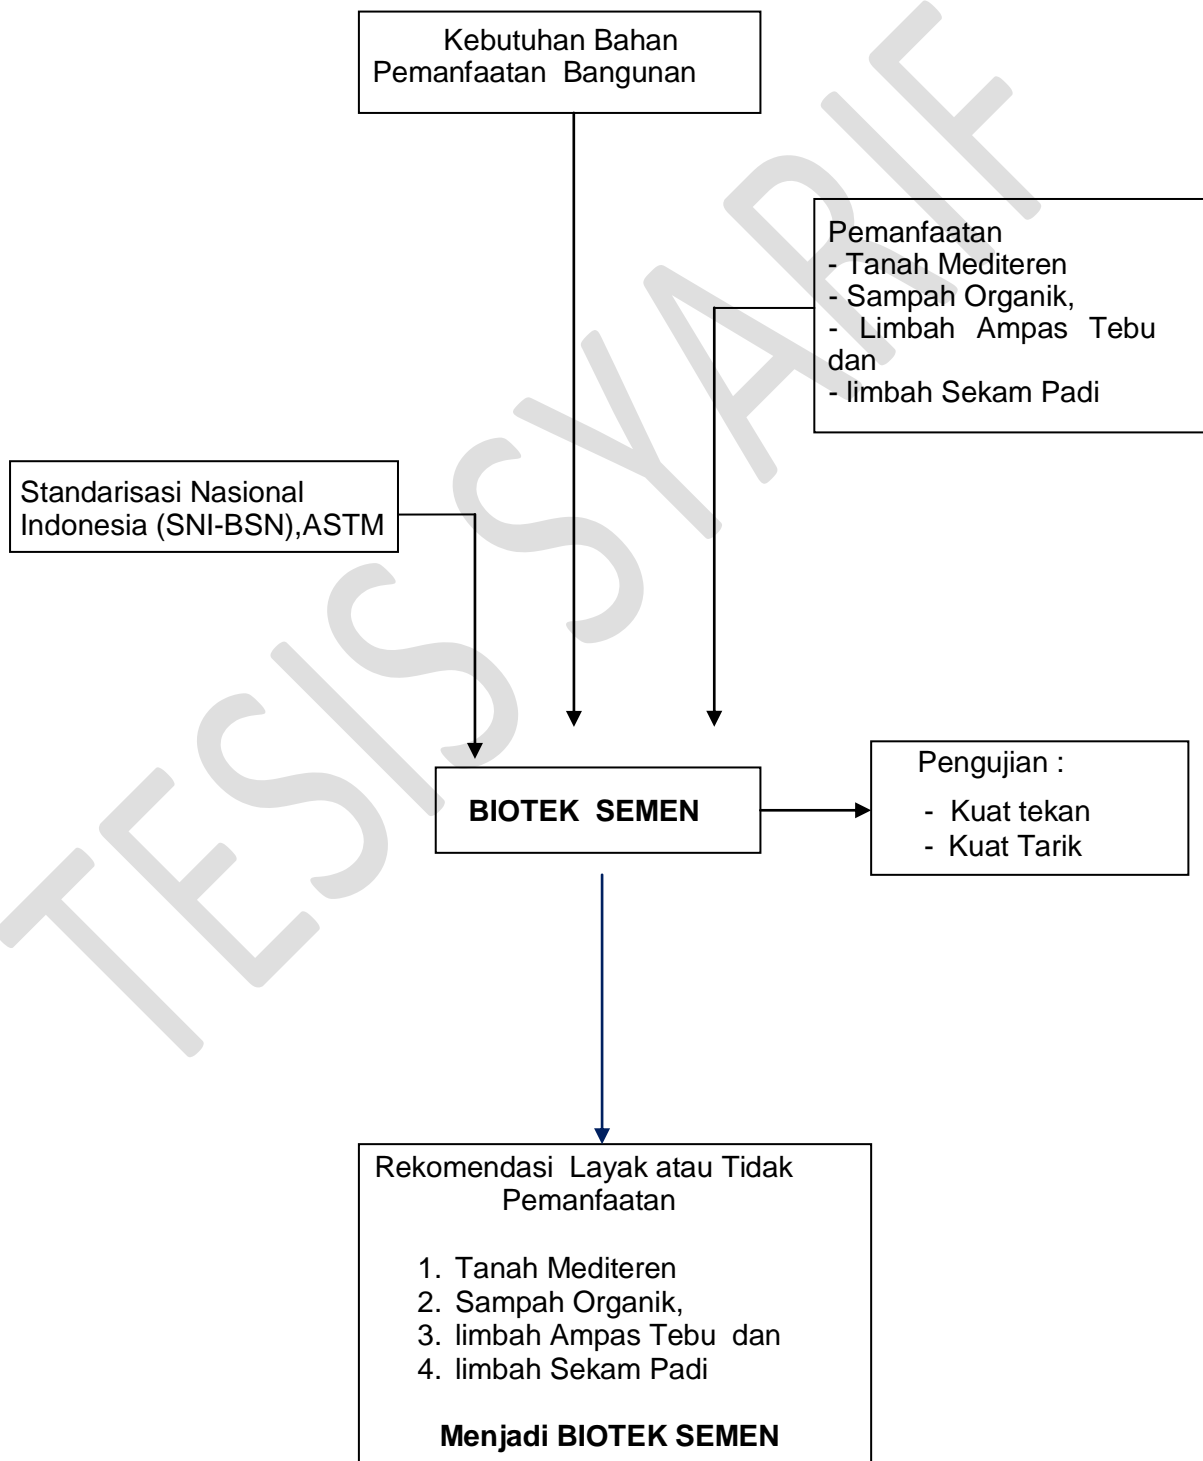 Kebutuhan Bahan
Pemanfaatan Bangunan
Pemanfaatan
- Tanah Mediteren
- Sampah Organik,
- Limbah Ampas Tebu
dan
- limbah Sekam Padi
Standarisasi Nasional
Indonesia (SNI-BSN),ASTM
BIOTEK SEMEN
Pengujian :
- Kuat tekan
- Kuat Tarik
Rekomendasi Layak atau Tidak
Pemanfaatan
1. Tanah Mediteren
2. Sampah Organik,
3. limbah Ampas Tebu dan
4. limbah Sekam Padi
Menjadi BIOTEK SEMEN
TESIS SYARIF